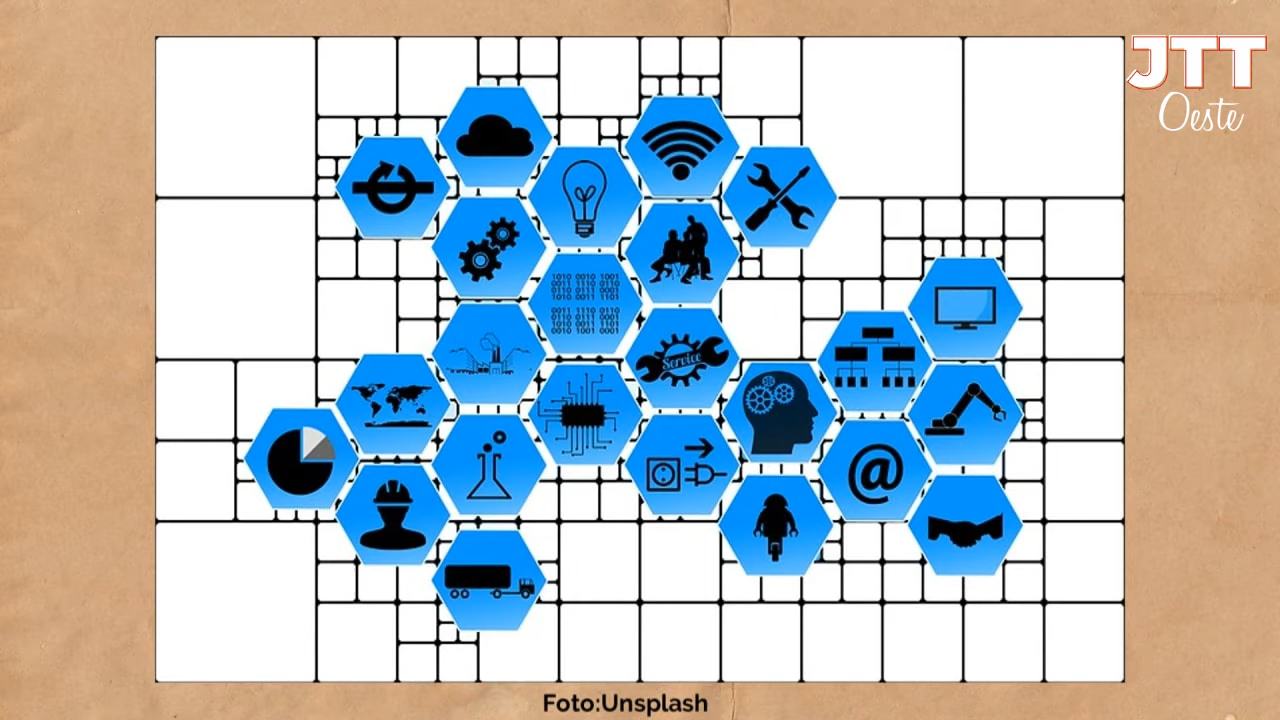 JTT
Oeste
1010 0010 1001
0011 1110 0110
0110 0111 0001
1010 0011 1101
0011 1110 0110
0111 0110 0001
1010 0011 1101
0010 1001 0001
Service
@
Foto:Unsplash